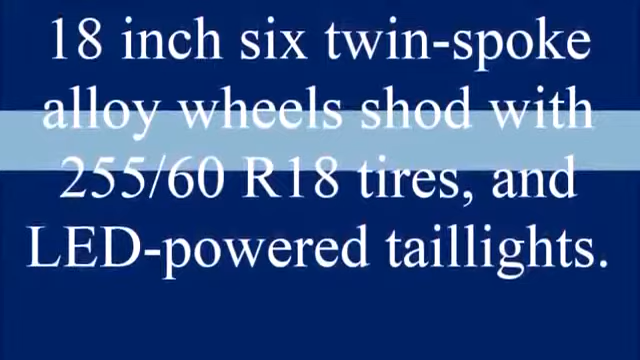 18 inch six twin-spoke
alloy wheels shod with
255/60 R18 tires, and
LED-powered taillights.